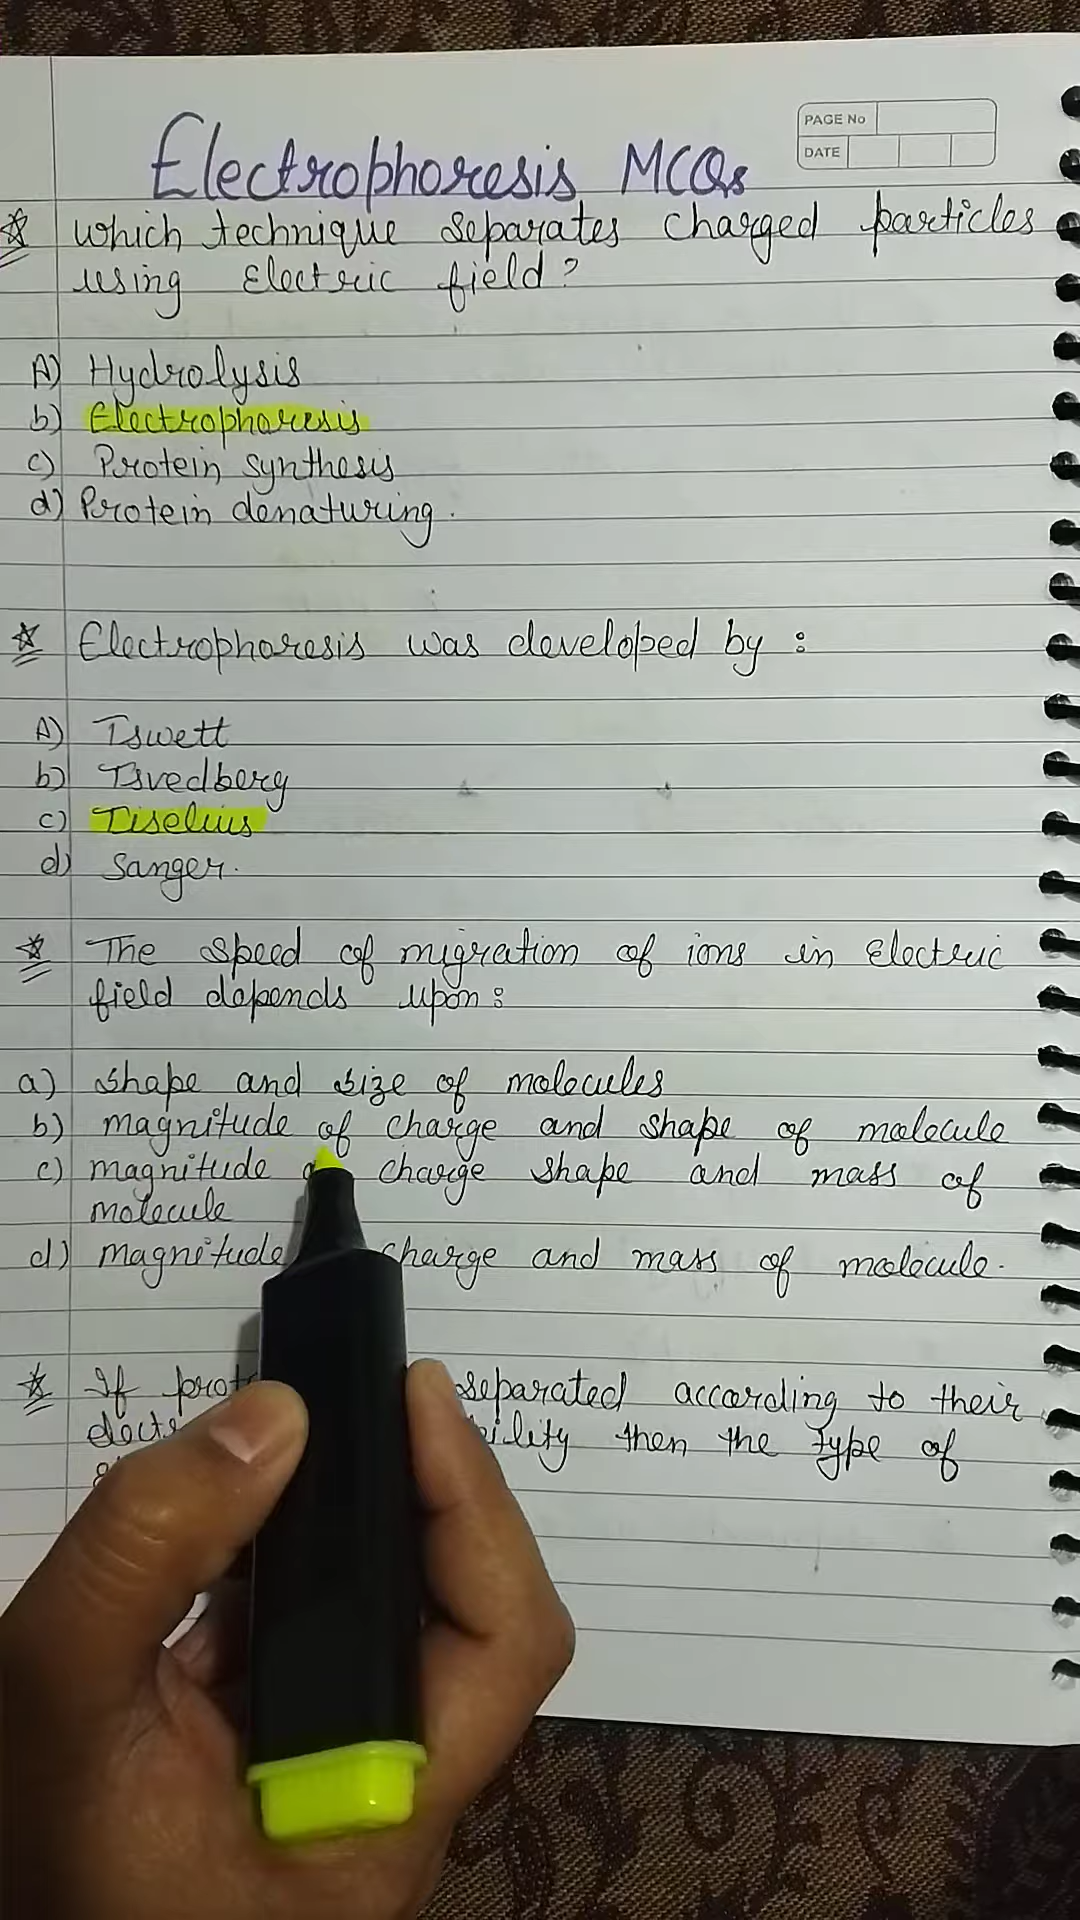 PAGE No
DATE
Electrophoresis MCQs
which technique separates charged particles
using Electric field?
A) Hydrolysis
b) Electrophoresis
c) Protein synthesis
d) Protein denaturing.
Electrophoresis was developed by :
A) Tswett
b) Tsvedberg
c) Tiselius
d) Sanger.
The speed of migration of ions in Electric
field depends upon:
a) shape and size of molecules
b) magnitude of charge and shape of molecule
c) magnitude charge shape and mass of
molecule
d) magnitude charge and mass of molecule.
If separated according to their
then the type of